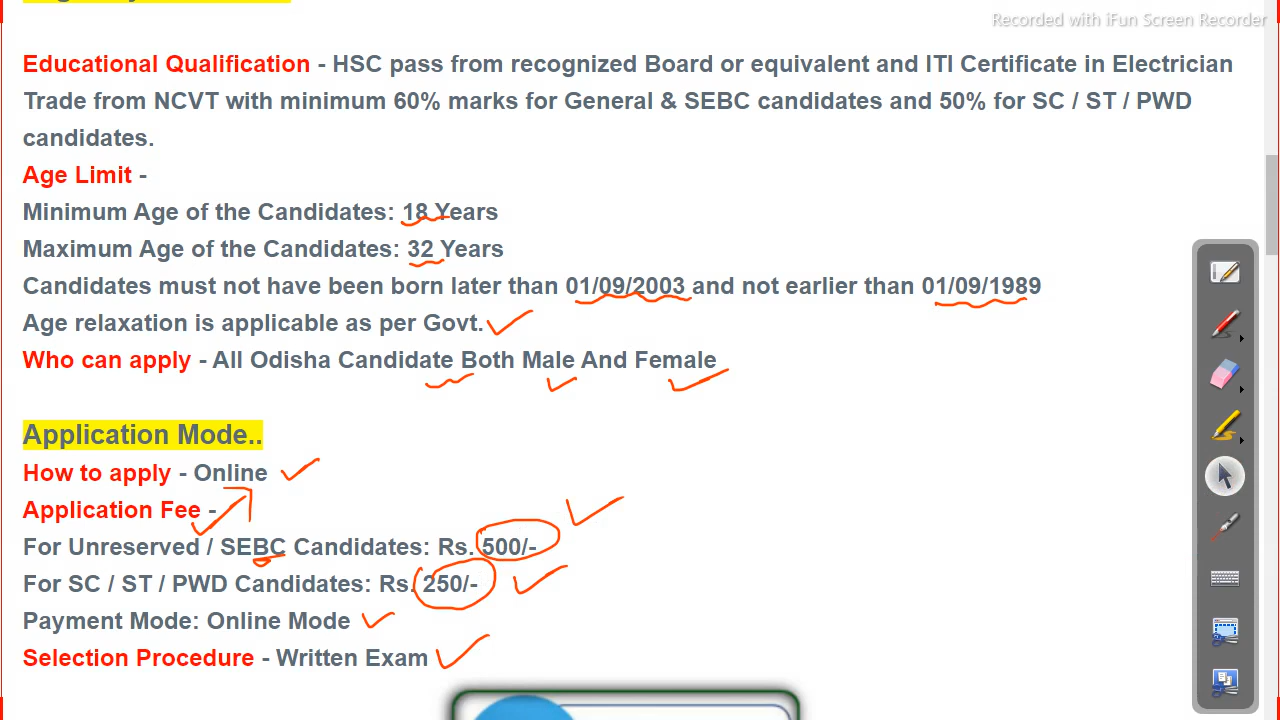 Recorded with iFun Screen Recorder
Educational Qualification - HSC pass from recognized Board or equivalent and ITI Certificate in Electrician
Trade from NCVT with minimum 60% marks for General & SEBC candidates and 50% for SC / ST / PWD
candidates.
Age Limit -
Minimum Age of the Candidates: 18 Years
Maximum Age of the Candidates: 32 Years
Candidates must not have been born later than 01/09/2003 and not earlier than 01/09/1989
Age relaxation is applicable as per Govt.
Who can apply - All Odisha Candidate Both Male And Female
Application Mode..
How to apply - Online
Application Fee -
For Unreserved / SEBC Candidates: Rs. 500/-
For SC / ST / PWD Candidates: Rs. 250/-
Payment Mode: Online Mode
Selection Procedure - Written Exam